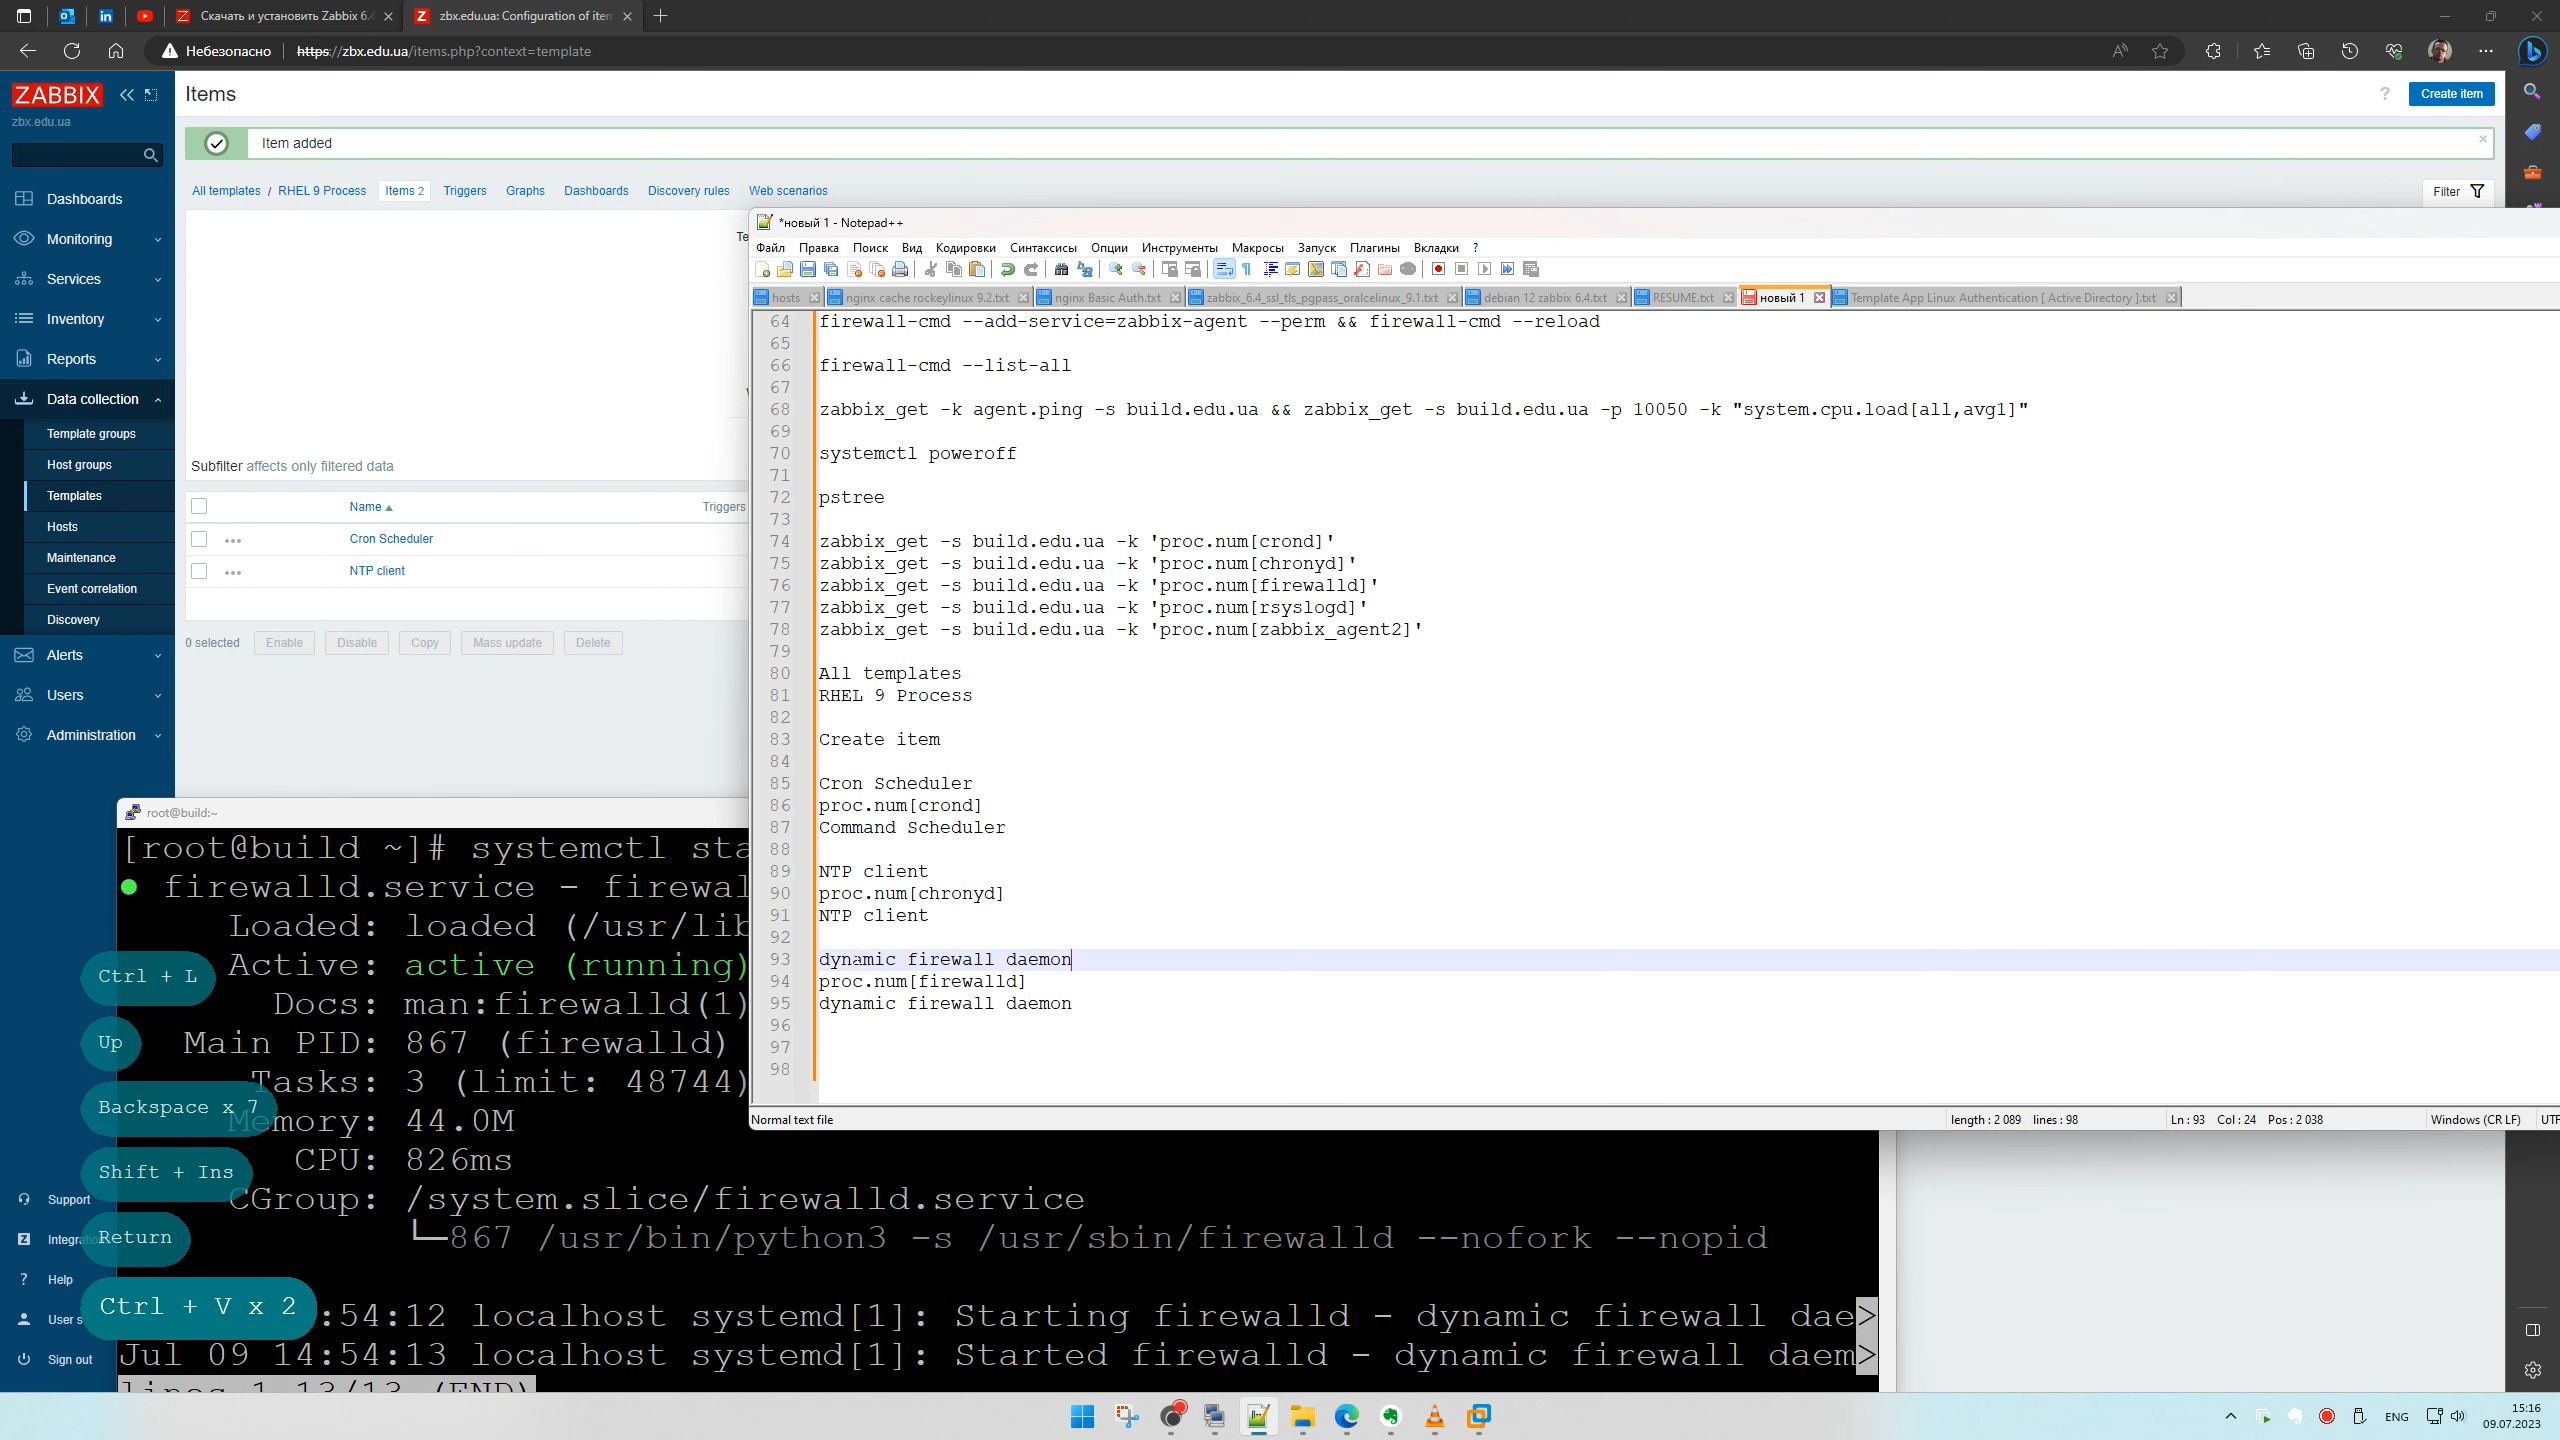 Скачать и установить Zabbix 6.4
zbx.edu.ua: Configuration of iten
Небезопасно
https://zbx.edu.ua/items.php?context=template
ZABBIX
zbx.edu.ua
Dashboards
Monitoring
Services
Inventory
Reports
Data collection
Template groups
Host groups
Templates
Hosts
Maintenance
Event correlation
Discovery
Alerts
Users
Administration
Support
Integrations
Help
User s
Sign out
Items
? Create item
Item added
All templates / RHEL 9 Process Items 2 Triggers Graphs Dashboards Discovery rules Web scenarios
Filter
Te
Subfilter affects only filtered data
Name Triggers
Cron Scheduler
NTP client
0 selected Enable Disable Copy Mass update Delete
*новый 1 - Notepad++
Файл Правка Поиск Вид Кодировки Синтаксисы Опции Инструменты Макросы Запуск Плагины Вкладки ?
hosts nginx cache rockeylinux 9.2.txt nginx Basic Auth.txt zabbix_6.4_ssl_tls_pgpass_oralcelinux_9.1.txt debian 12 zabbix 6.4.txt RESUME.txt новый 1 Template App Linux Authentication [ Active Directory ].txt
64 firewall-cmd --add-service=zabbix-agent --perm && firewall-cmd --reload
65
66 firewall-cmd --list-all
67
68 zabbix_get -k agent.ping -s build.edu.ua && zabbix_get -s build.edu.ua -p 10050 -k "system.cpu.load[all,avg1]"
69
70 systemctl poweroff
71
72 pstree
73
74 zabbix_get -s build.edu.ua -k 'proc.num[crond]'
75 zabbix_get -s build.edu.ua -k 'proc.num[chronyd]'
76 zabbix_get -s build.edu.ua -k 'proc.num[firewalld]'
77 zabbix_get -s build.edu.ua -k 'proc.num[rsyslogd]'
78 zabbix_get -s build.edu.ua -k 'proc.num[zabbix_agent2]'
79
80 All templates
81 RHEL 9 Process
82
83 Create item
84
85 Cron Scheduler
86 proc.num[crond]
87 Command Scheduler
88
89 NTP client
90 proc.num[chronyd]
91 NTP client
92
93 dynamic firewall daemon
94 proc.num[firewalld]
95 dynamic firewall daemon
96
97
98
Normal text file length : 2 089 lines : 98 Ln : 93 Col : 24 Pos : 2 038 Windows (CR LF) UTF
root@build:~
[root@build ~]# systemctl sta
● firewalld.service - firewal
Loaded: loaded (/usr/lib
Active: active (running)
Docs: man:firewalld(1)
Main PID: 867 (firewalld)
Tasks: 3 (limit: 48744)
Memory: 44.0M
CPU: 826ms
CGroup: /system.slice/firewalld.service
└─867 /usr/bin/python3 -s /usr/sbin/firewalld --nofork --nopid
:54:12 localhost systemd[1]: Starting firewalld - dynamic firewall dae>
Jul 09 14:54:13 localhost systemd[1]: Started firewalld - dynamic firewall daem>
lines 1-13/13 (END)
Ctrl + L
Up
Backspace x 7
Shift + Ins
Return
Ctrl + V x 2
ENG
15:16
09.07.2023